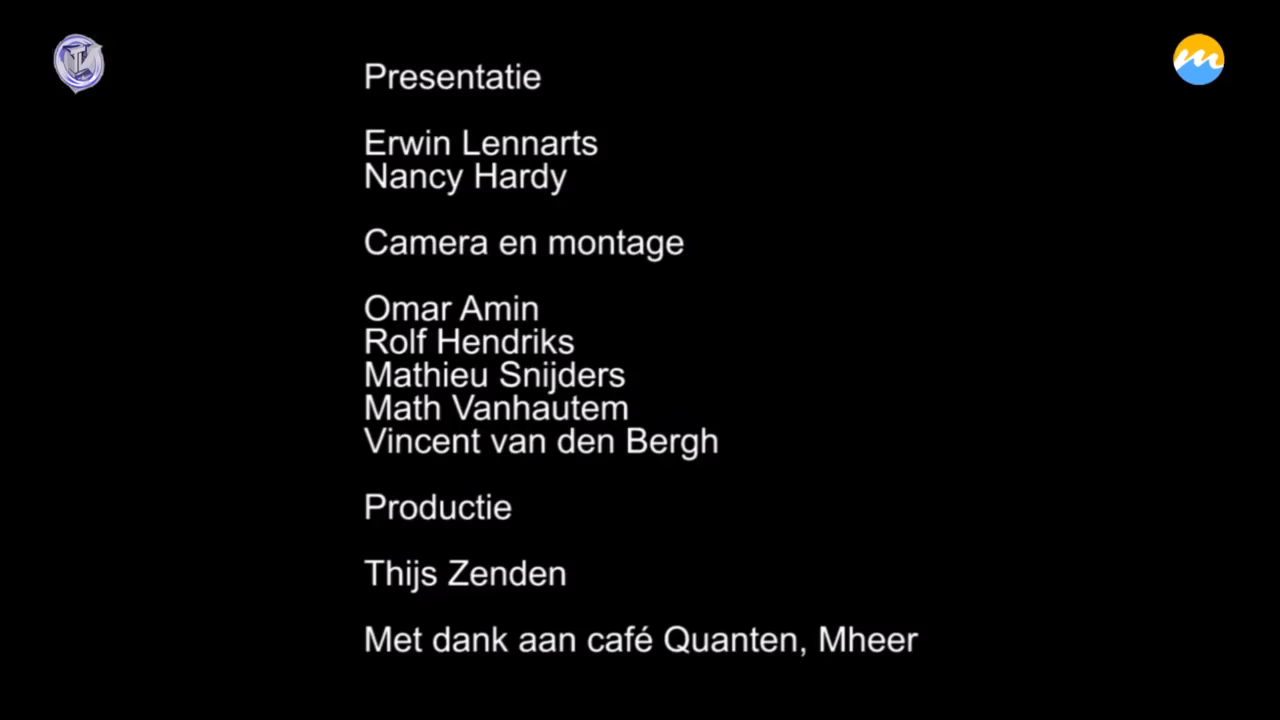 Presentatie
Erwin Lennarts
Nancy Hardy
Camera en montage
Omar Amin
Rolf Hendriks
Mathieu Snijders
Math Vanhautem
Vincent van den Bergh
Productie
Thijs Zenden
Met dank aan café Quanten, Mheer
m